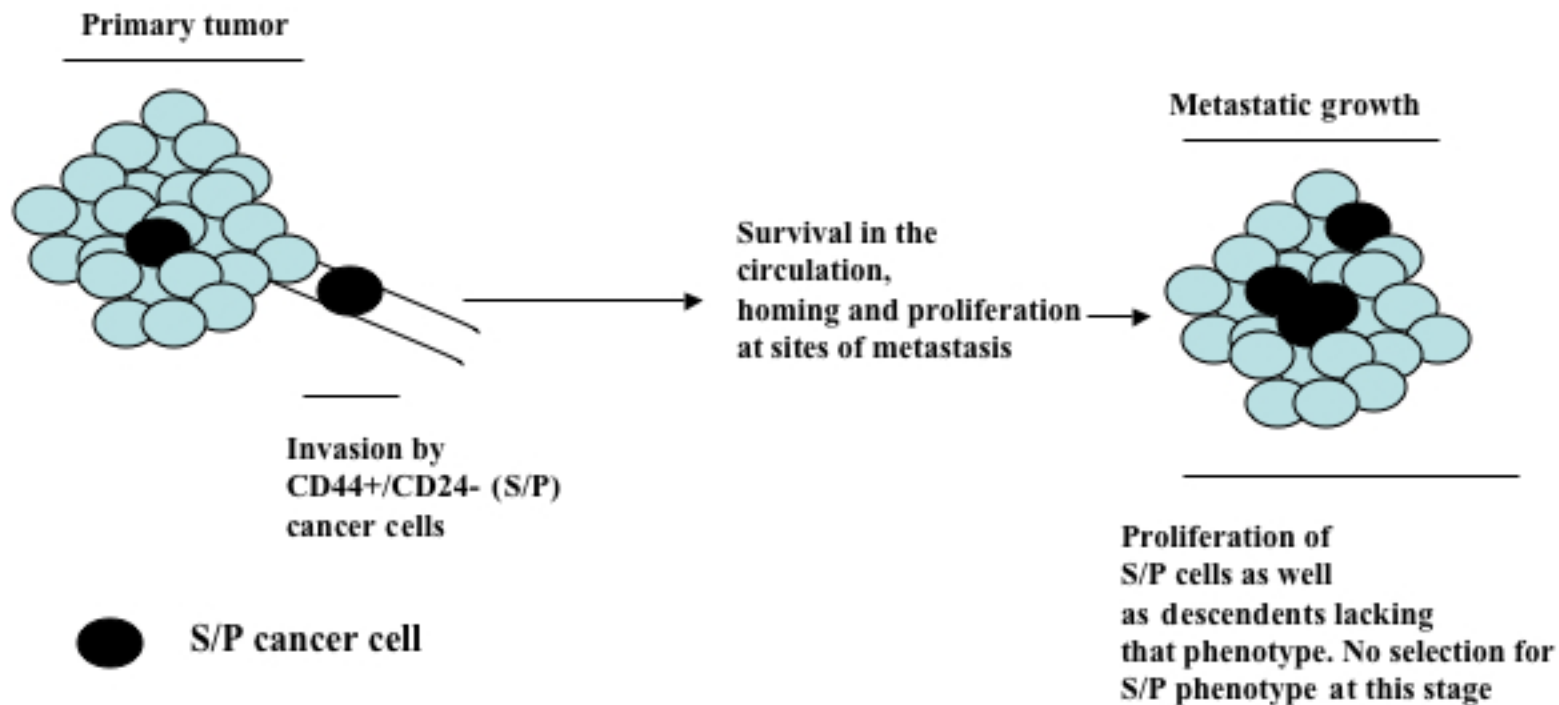 Primary tumor
Metastatic growth
Survival in the
circulation,
homing and proliferation
at sites of metastasis
Invasion by
CD44+/CD24- (S/P)
cancer cells
Proliferation of
S/P cells as well
as descendents lacking
that phenotype. No selection for
S/P phenotype at this stage
S/P cancer cell